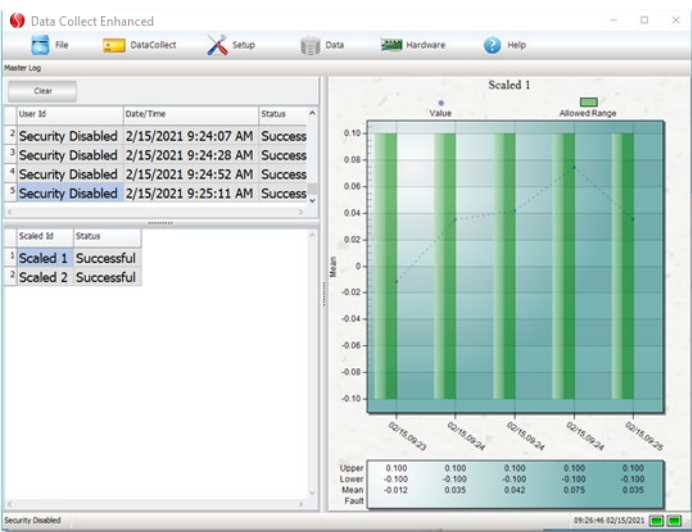 Data Collect Enhanced
File DataCollect Setup Data Hardware Help
Master Log
Clear
User Id Date/Time Status
2 Security Disabled 2/15/2021 9:24:07 AM Success
3 Security Disabled 2/15/2021 9:24:28 AM Success
4 Security Disabled 2/15/2021 9:24:52 AM Success
5 Security Disabled 2/15/2021 9:25:11 AM Success
Scaled Id Status
1 Scaled 1 Successful
2 Scaled 2 Successful
Scaled 1
Value Allowed Range
0.10
0.08
0.06
0.04
0.02
0
-0.02
-0.04
-0.06
-0.08
-0.10
Mean
02/15,09:23 02/15,09:24 02/15,09:24 02/15,09:24 02/15,09:25
Upper 0.100 0.100 0.100 0.100 0.100
Lower -0.100 -0.100 -0.100 -0.100 -0.100
Mean -0.012 0.035 0.042 0.075 0.035
Fault
Security Disabled 09:26:46 02/15/2021